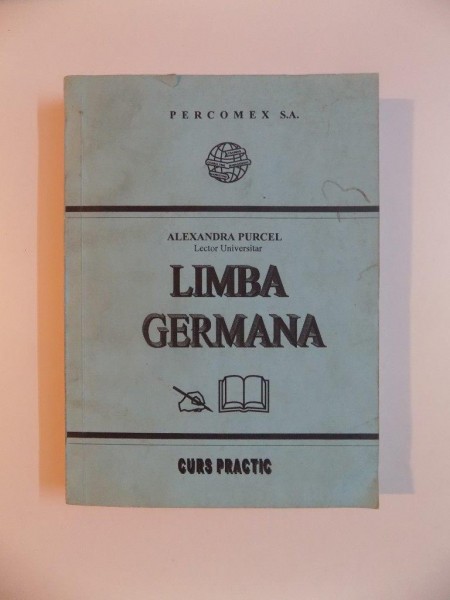 PERCOMEX S.A.
ALEXANDRA PURCEL
Lector Universitar
LIMBA
GERMANA
CURS PRACTIC